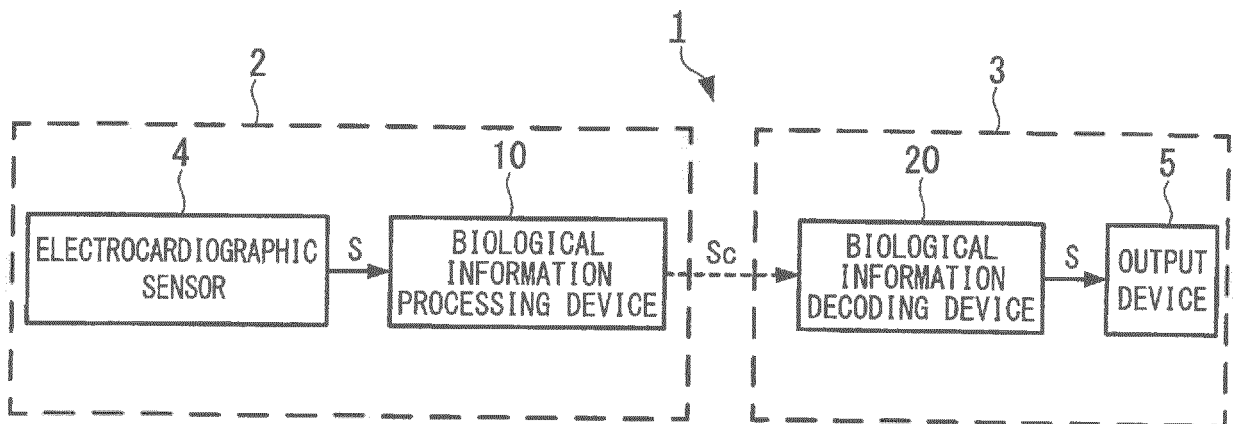 1
2
3
4
10
20
5
ELECTROCARDIOGRAPHIC
SENSOR
S
BIOLOGICAL
INFORMATION
PROCESSING DEVICE
Sc
BIOLOGICAL
INFORMATION
DECODING DEVICE
S
OUTPUT
DEVICE